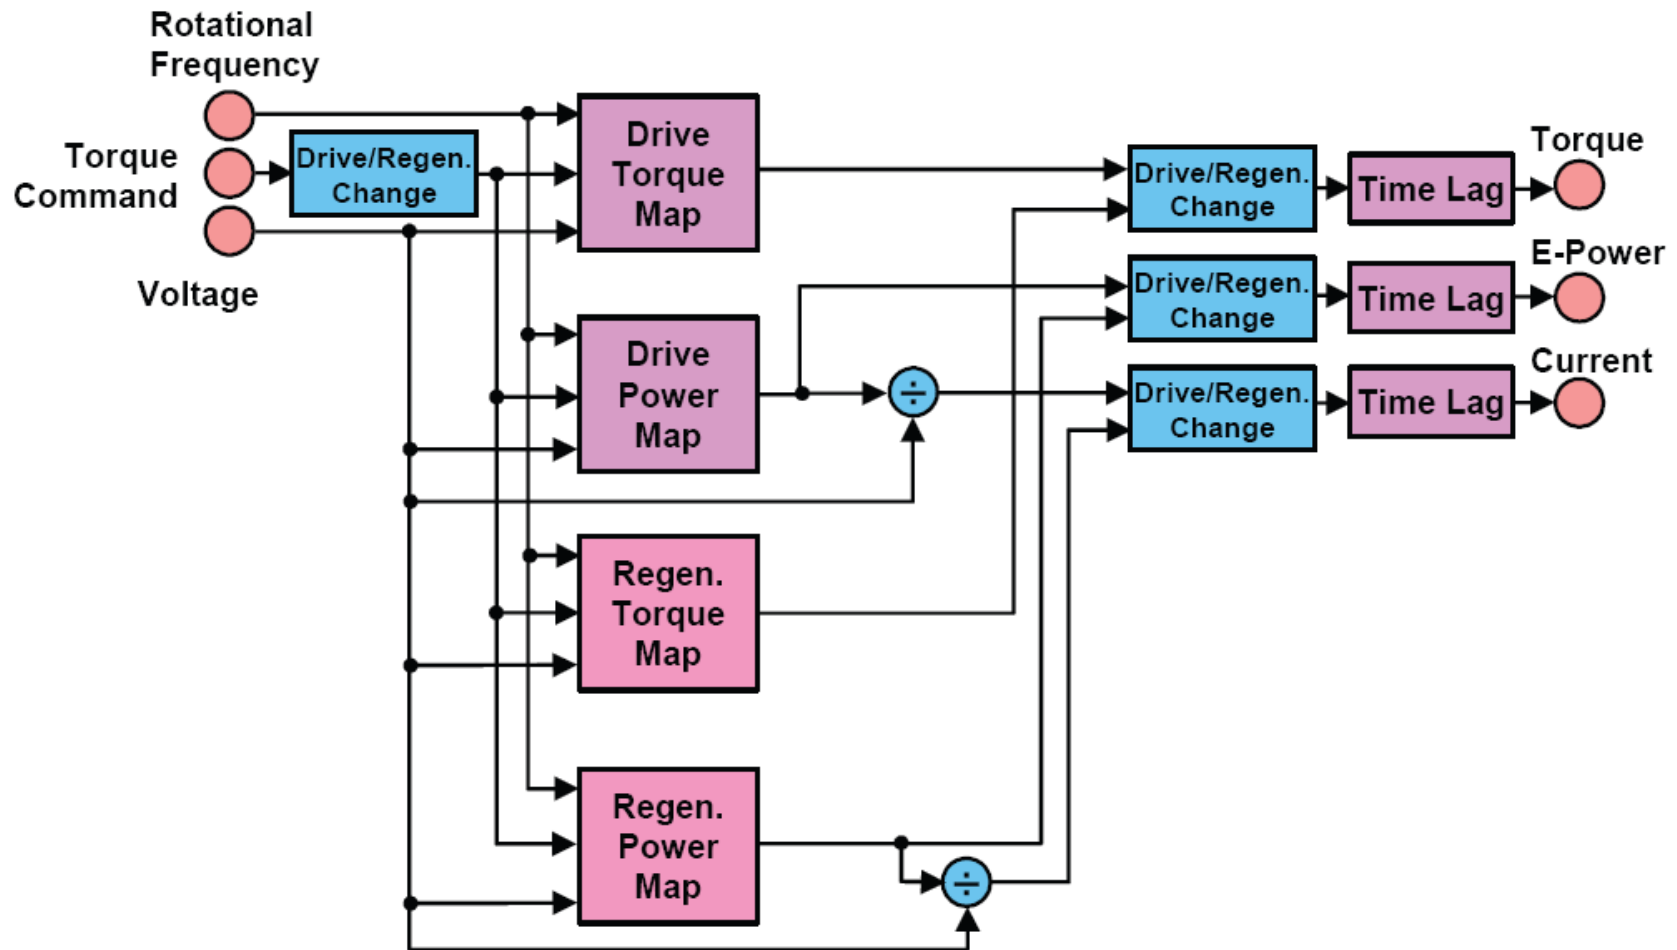 Rotational
Frequency
Torque
Command
Voltage
Drive/Regen.
Change
Drive
Torque
Map
Drive
Power
Map
Regen.
Torque
Map
Regen.
Power
Map
÷
÷
Drive/Regen.
Change
Time Lag
Torque
Drive/Regen.
Change
Time Lag
E-Power
Drive/Regen.
Change
Time Lag
Current